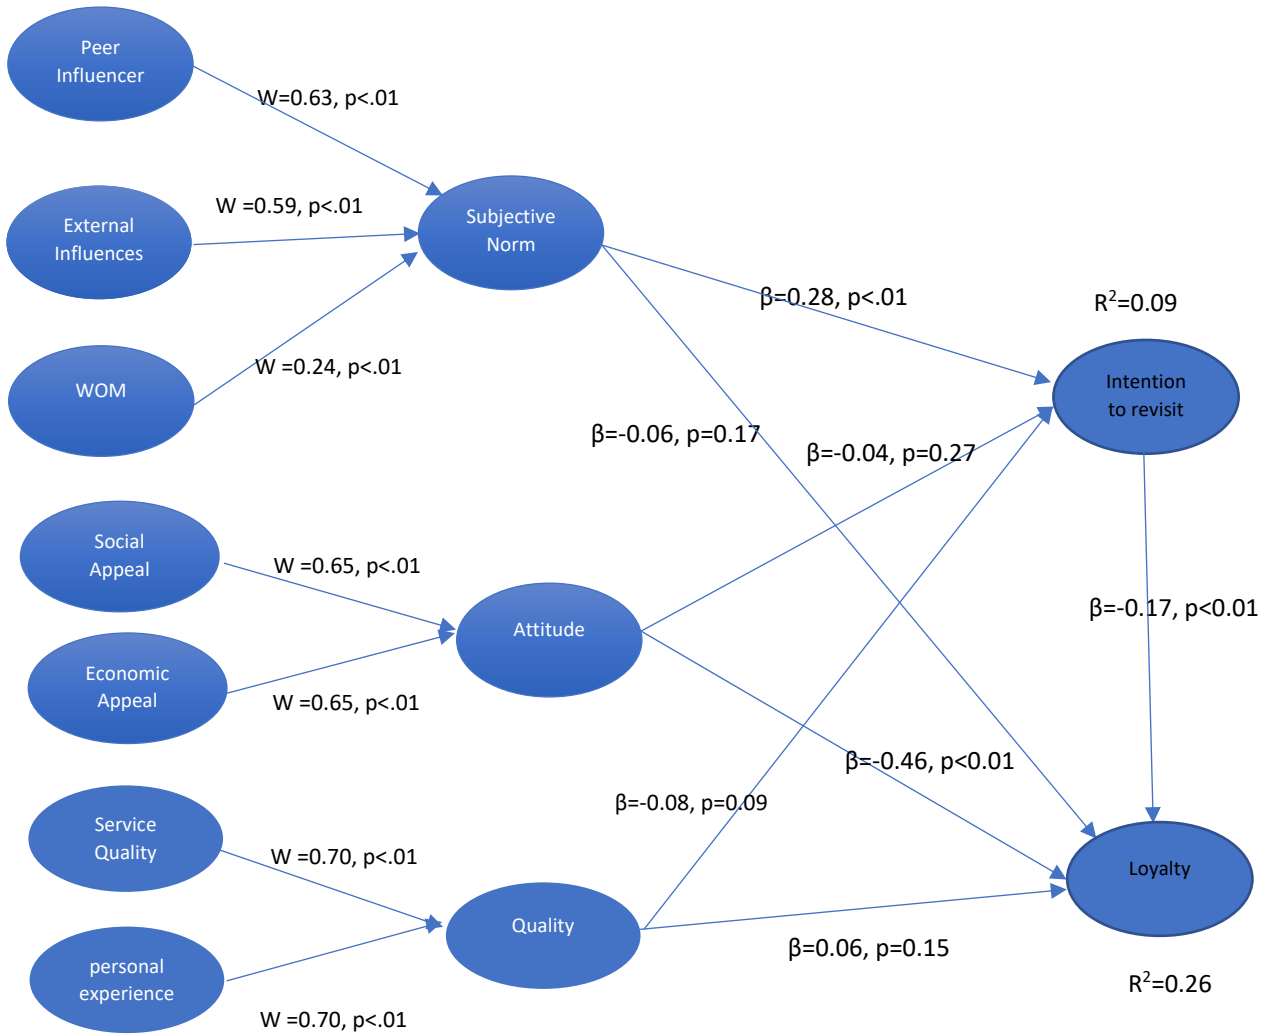 Peer
Influencer
W=0.63, p<.01
External
Influences
W =0.59, p<.01
Subjective
Norm
WOM
W =0.24, p<.01
β=0.28, p<.01
R²=0.09
Intention
to revisit
β=-0.06, p=0.17
β=-0.04, p=0.27
Social
Appeal
W =0.65, p<.01
Attitude
Economic
Appeal
W =0.65, p<.01
β=-0.17, p<0.01
β=-0.46, p<0.01
β=-0.08, p=0.09
Service
Quality
W =0.70, p<.01
Loyalty
Quality
β=0.06, p=0.15
personal
experience
W =0.70, p<.01
R²=0.26